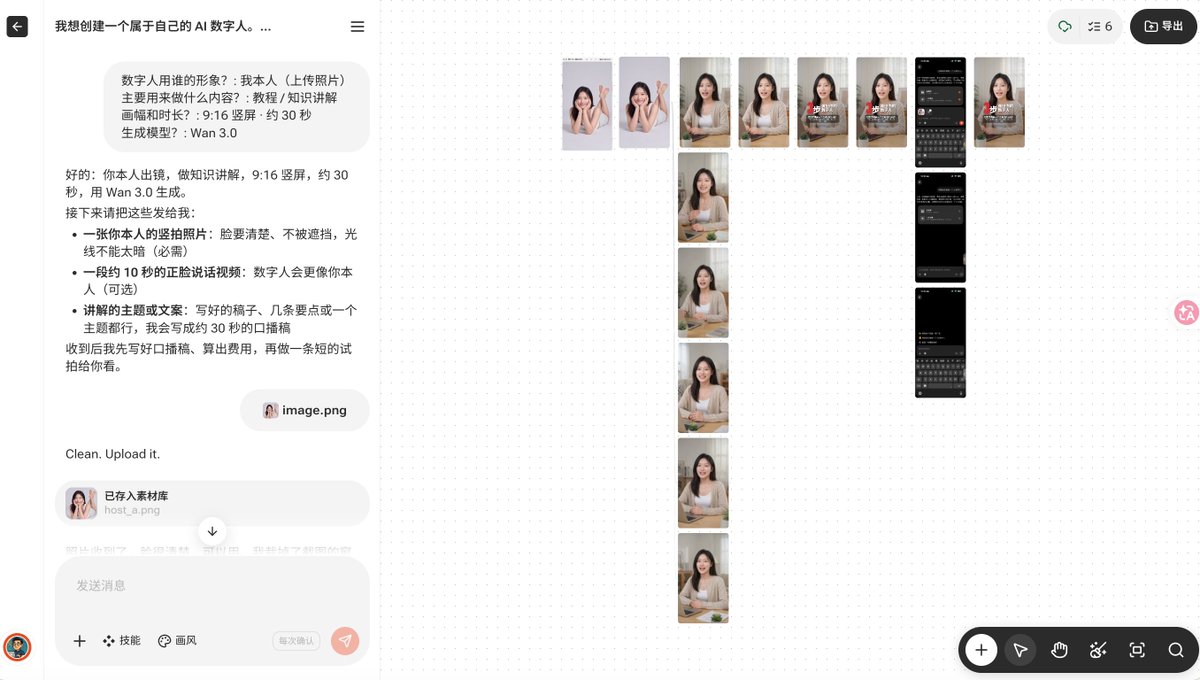 我想创建一个属于自己的 AI 数字人。...
6
导出
数字人用谁的形象？: 我本人（上传照片）
主要用来做什么内容？: 教程 / 知识讲解
画幅和时长？: 9:16 竖屏 · 约 30 秒
生成模型？: Wan 3.0
好的：你本人出镜，做知识讲解，9:16 竖屏，约 30
秒，用 Wan 3.0 生成。
接下来请把这些发给我：
• 一张你本人的竖拍照片：脸要清楚、不被遮挡，光
线不能太暗（必需）
• 一段约 10 秒的正脸说话视频：数字人会更像你本
人（可选）
• 讲解的主题或文案：写好的稿子、几条要点或一个
主题都行，我会写成约 30 秒的口播稿
收到后我先写好口播稿、算出费用，再做一条短的试
拍给你看。
image.png
Clean. Upload it.
已存入素材库
host_a.png
发送消息
技能
画风
每次确认